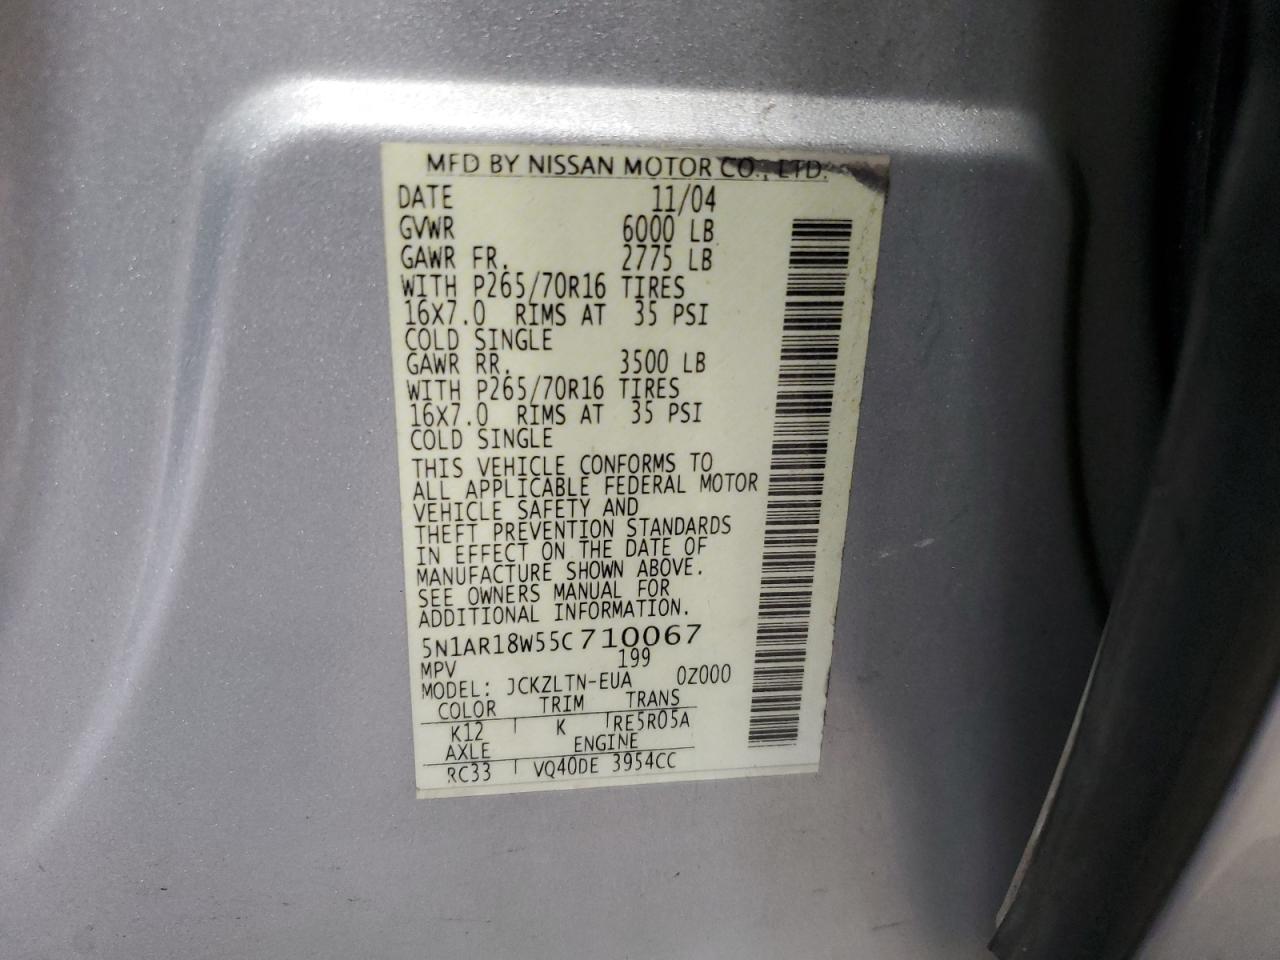 MFD BY NISSAN MOTOR CO., LTD.
DATE 11/04
GVWR 6000 LB
GAWR FR. 2775 LB
WITH P265/70R16 TIRES
16X7.0 RIMS AT 35 PSI
COLD SINGLE
GAWR RR. 3500 LB
WITH P265/70R16 TIRES
16X7.0 RIMS AT 35 PSI
COLD SINGLE
THIS VEHICLE CONFORMS TO
ALL APPLICABLE FEDERAL MOTOR
VEHICLE SAFETY AND
THEFT PREVENTION STANDARDS
IN EFFECT ON THE DATE OF
MANUFACTURE SHOWN ABOVE.
SEE OWNERS MANUAL FOR
ADDITIONAL INFORMATION.
5N1AR18W55C710067
MPV 199
MODEL: JCKZLTN-EUA 0Z000
COLOR TRIM TRANS
K12 K RE5R05A
AXLE ENGINE
RC33 VQ40DE 3954CC